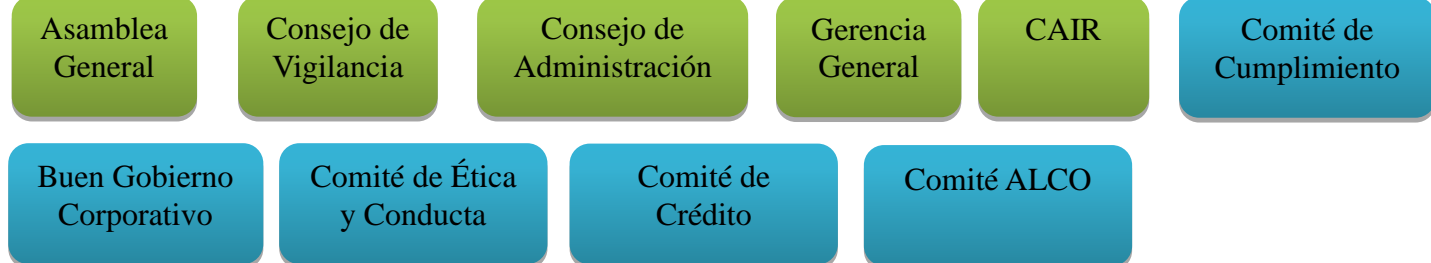 Asamblea
General
Consejo de
Vigilancia
Consejo de
Administración
Gerencia
General
CAIR
Comité de
Cumplimiento
Buen Gobierno
Corporativo
Comité de Ética
y Conducta
Comité de
Crédito
Comité ALCO